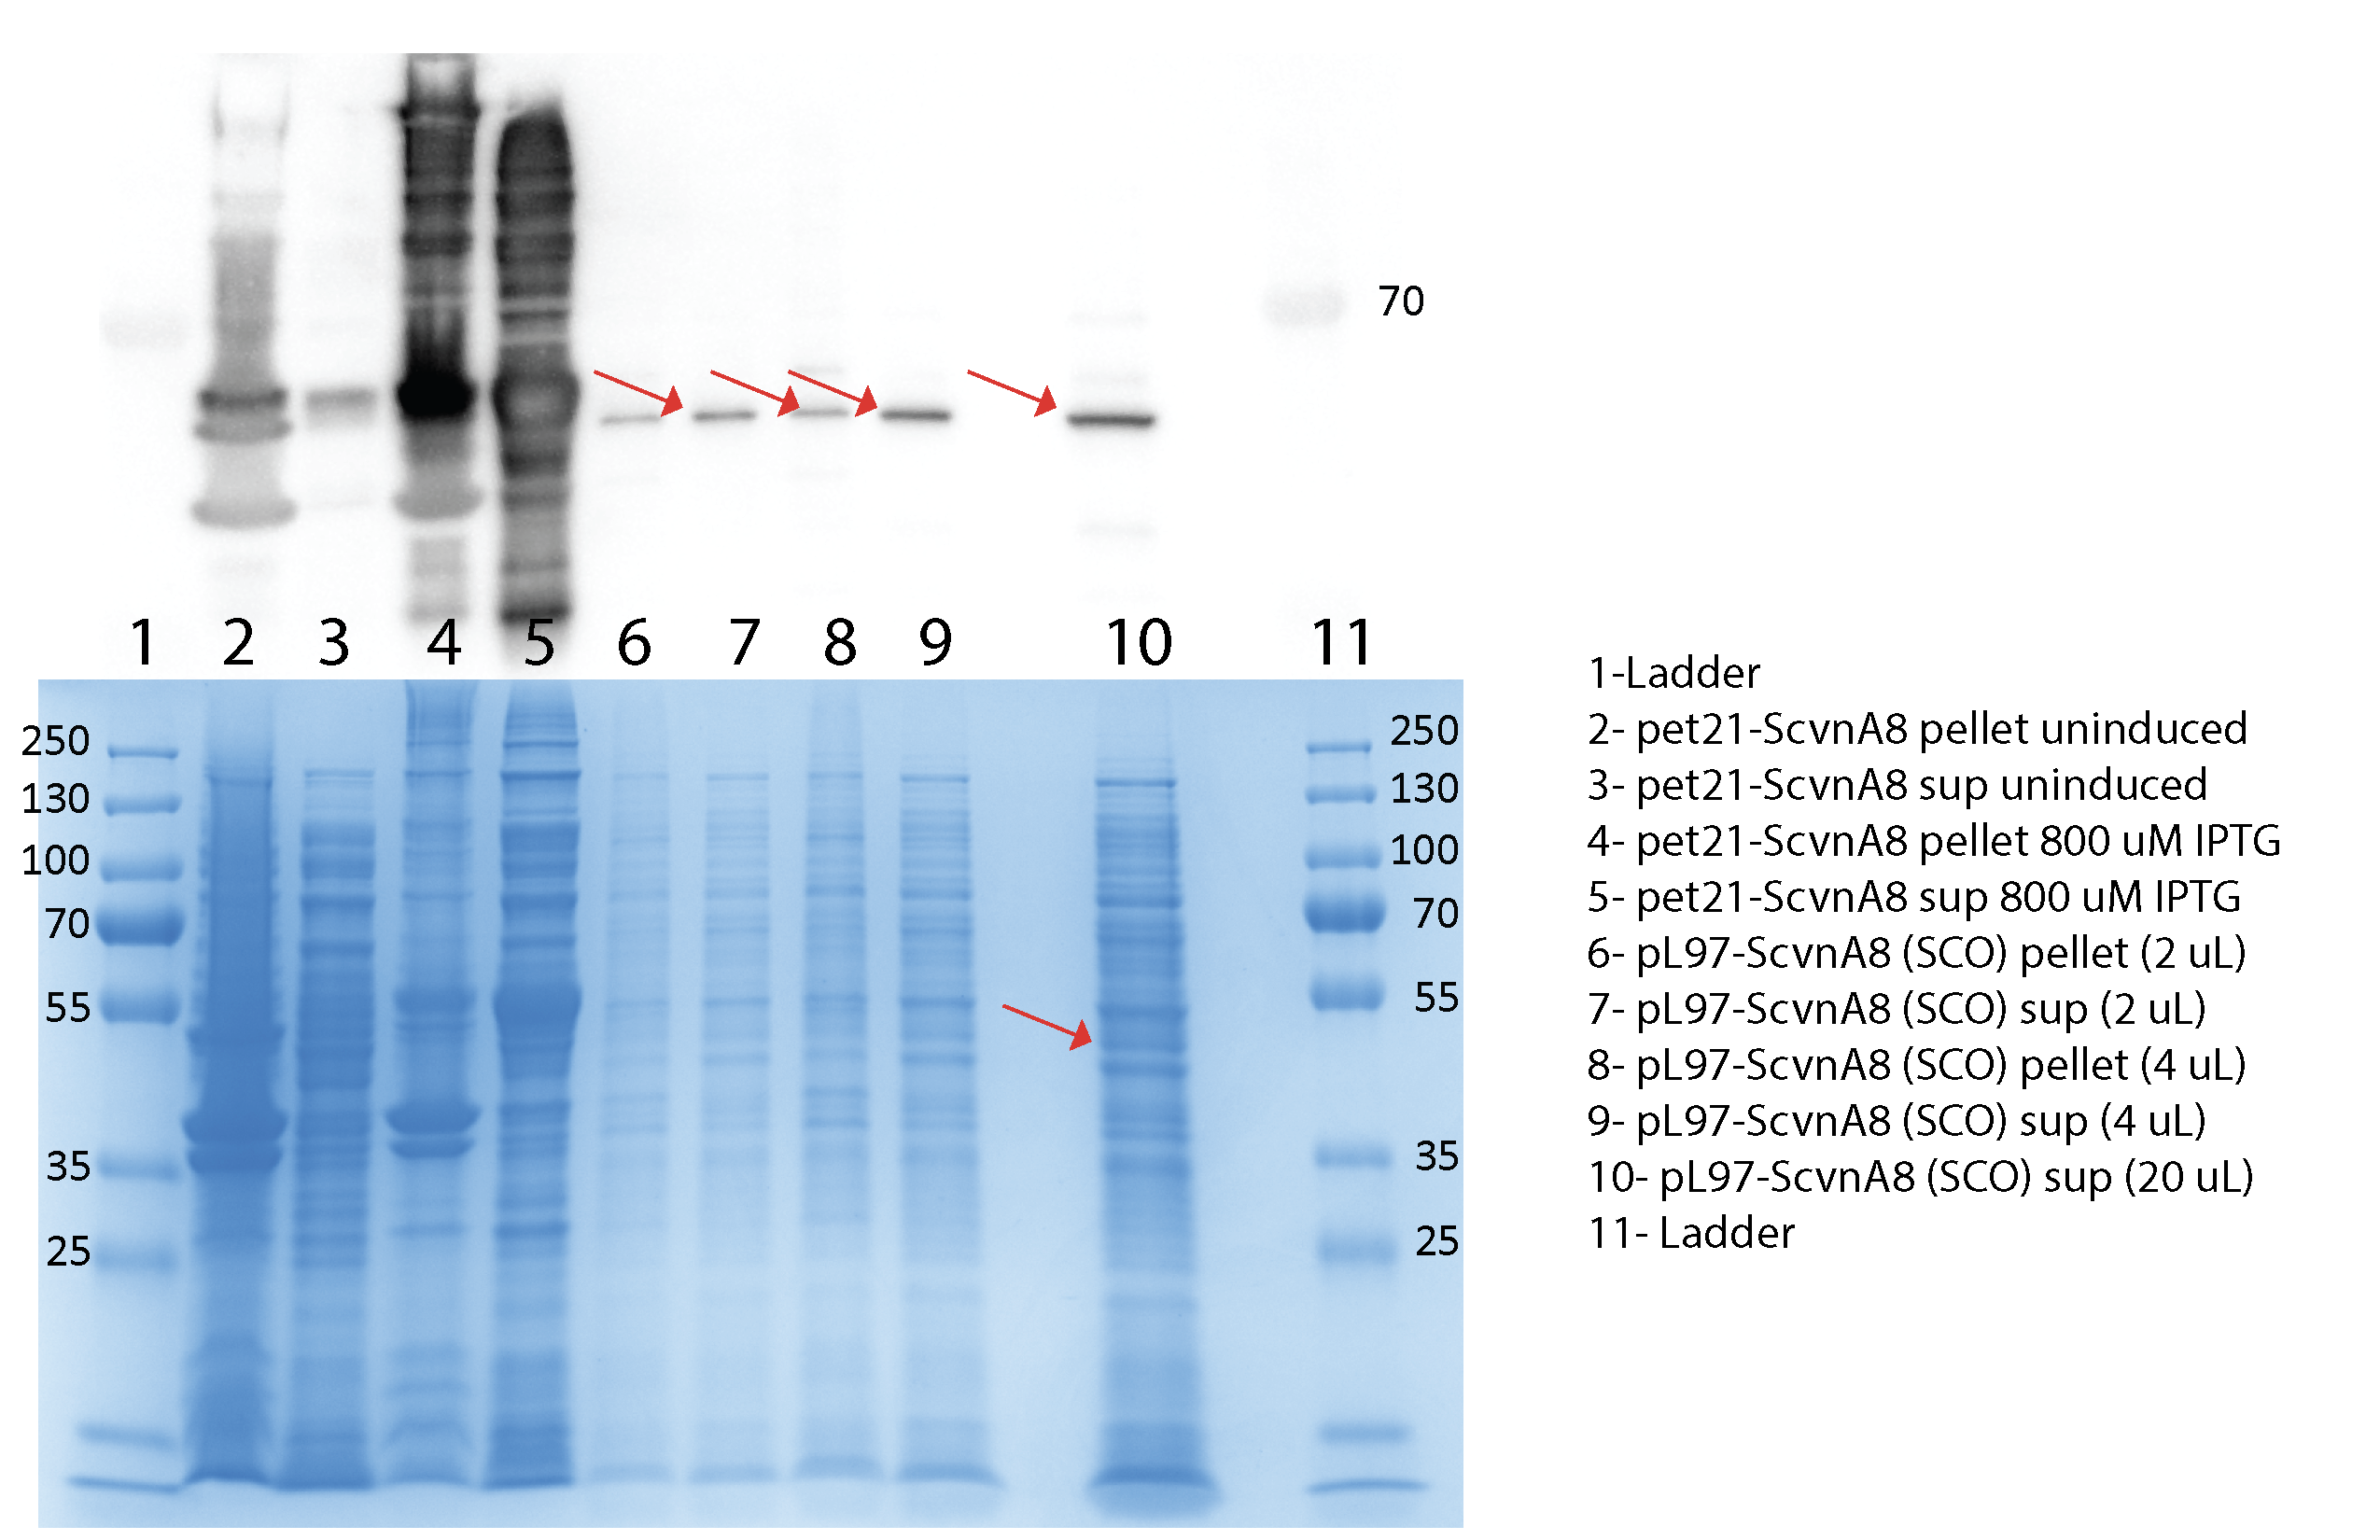 70
1 2 3 4 5 6 7 8 9 10 11
250 250
130 130
100 100
70 70
55 55
35 35
25 25
1-Ladder
2- pet21-ScvnA8 pellet uninduced
3- pet21-ScvnA8 sup uninduced
4- pet21-ScvnA8 pellet 800 uM IPTG
5- pet21-ScvnA8 sup 800 uM IPTG
6- pL97-ScvnA8 (SCO) pellet (2 uL)
7- pL97-ScvnA8 (SCO) sup (2 uL)
8- pL97-ScvnA8 (SCO) pellet (4 uL)
9- pL97-ScvnA8 (SCO) sup (4 uL)
10- pL97-ScvnA8 (SCO) sup (20 uL)
11- Ladder